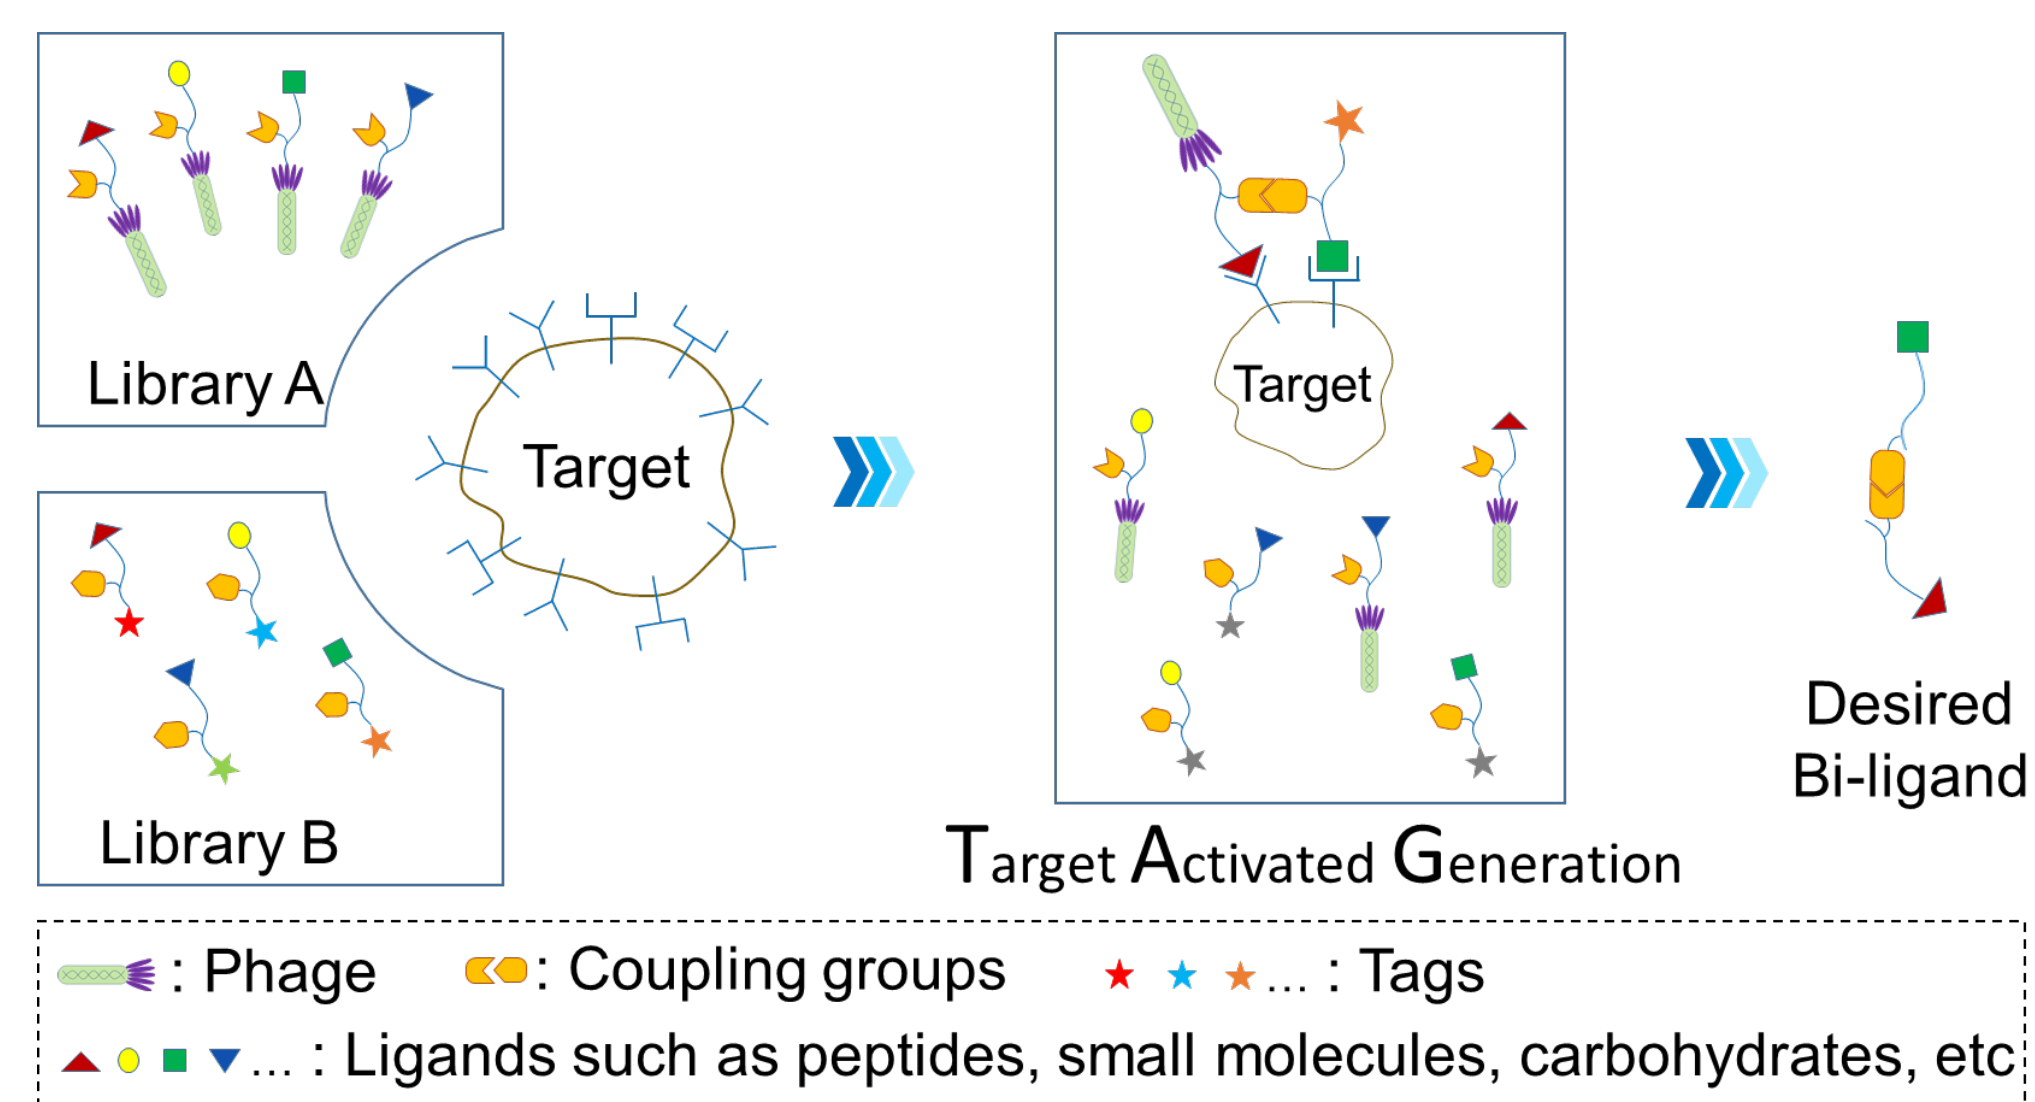 Library A
Target
Library B
Target
Target Activated Generation
Desired
Bi-ligand
: Phage
: Coupling groups
... : Tags
... : Ligands such as peptides, small molecules, carbohydrates, etc